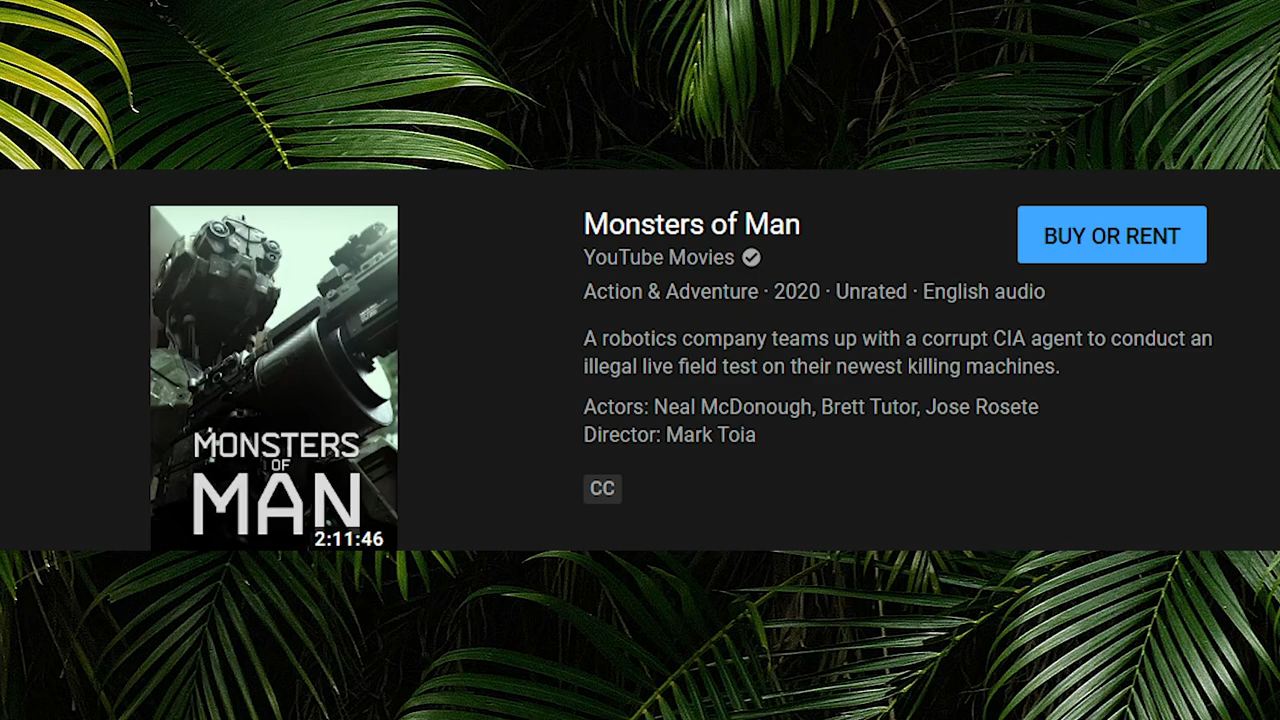 MONSTERS
OF
MAN
2:11:46
Monsters of Man
YouTube Movies
BUY OR RENT
Action & Adventure · 2020 · Unrated · English audio
A robotics company teams up with a corrupt CIA agent to conduct an
illegal live field test on their newest killing machines.
Actors: Neal McDonough, Brett Tutor, Jose Rosete
Director: Mark Toia
CC